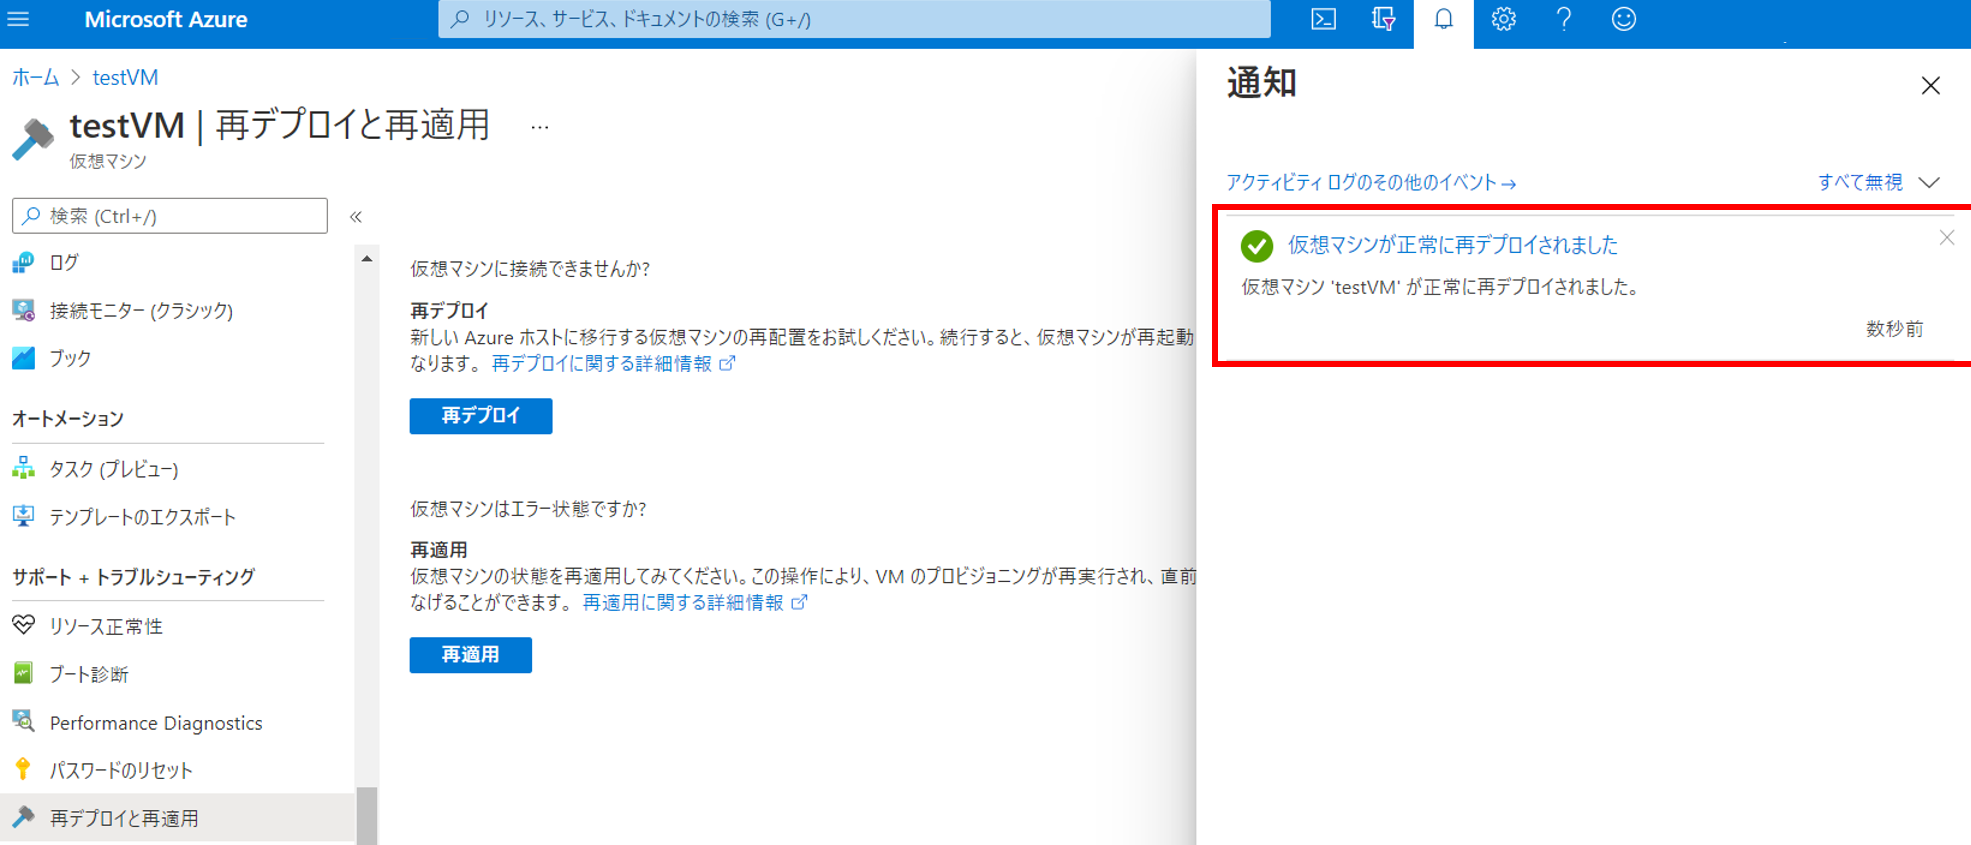 Microsoft Azure
リソース、サービス、ドキュメントの検索 (G+/)
ホーム > testVM
testVM | 再デプロイと再適用 ...
仮想マシン
検索 (Ctrl+/)
«
ログ
接続モニター (クラシック)
ブック
オートメーション
タスク (プレビュー)
テンプレートのエクスポート
サポート + トラブルシューティング
リソース正常性
ブート診断
Performance Diagnostics
パスワードのリセット
再デプロイと再適用
仮想マシンに接続できませんか?
再デプロイ
新しい Azure ホストに移行する仮想マシンの再配置をお試しください。続行すると、仮想マシンが再起動
なります。 再デプロイに関する詳細情報
再デプロイ
仮想マシンはエラー状態ですか?
再適用
仮想マシンの状態を再適用してみてください。この操作により、VM のプロビジョニングが再実行され、直前
なげることができます。 再適用に関する詳細情報
再適用
通知
アクティビティ ログのその他のイベント→
すべて無視
仮想マシンが正常に再デプロイされました
仮想マシン 'testVM' が正常に再デプロイされました。
数秒前